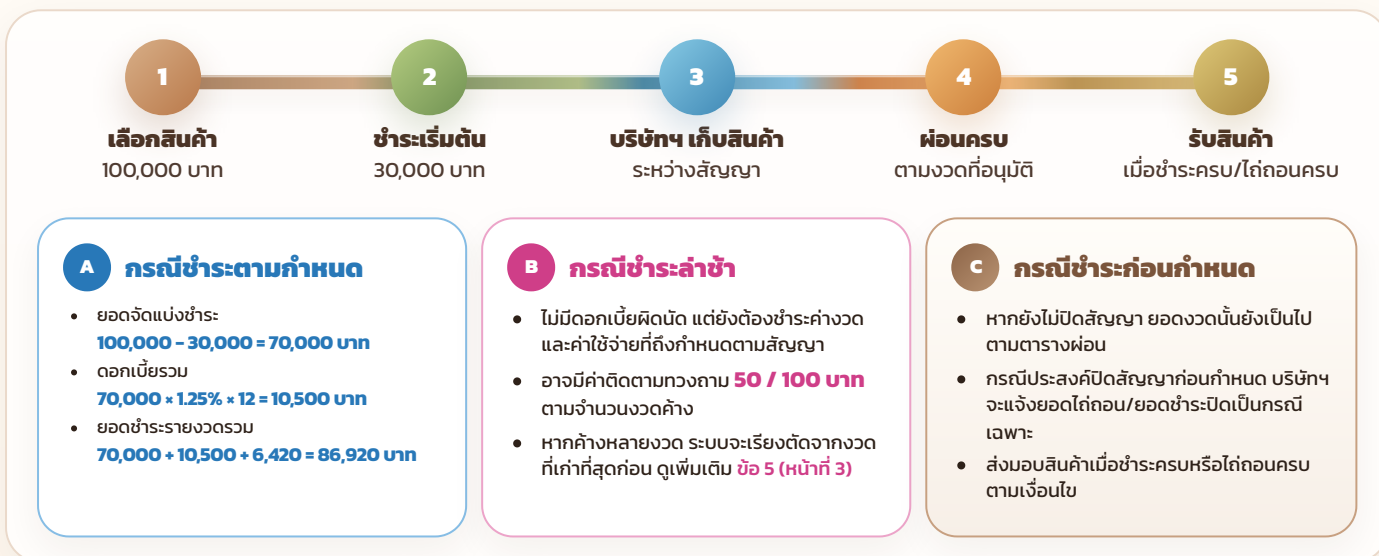 1
2
3
4
5
เลือกสินค้า
100,000 บาท
ชำระเริ่มต้น
30,000 บาท
บริษัทฯ เก็บสินค้า
ระหว่างสัญญา
ผ่อนครบ
ตามงวดที่อนุมัติ
รับสินค้า
เมื่อชำระครบ/ไถ่ถอนครบ
A กรณีชำระตามกำหนด
• ยอดจัดแบ่งชำระ
100,000 – 30,000 = 70,000 บาท
• ดอกเบี้ยรวม
70,000 × 1.25% × 12 = 10,500 บาท
• ยอดชำระรายงวดรวม
70,000 + 10,500 + 6,420 = 86,920 บาท
B กรณีชำระล่าช้า
• ไม่มีดอกเบี้ยผิดนัด แต่ยังต้องชำระค่างวด
และค่าใช้จ่ายที่ถึงกำหนดตามสัญญา
• อาจมีค่าติดตามทวงถาม 50 / 100 บาท
ตามจำนวนงวดค้าง
• หากค้างหลายงวด ระบบจะเรียงตัดจากงวด
ที่เก่าที่สุดก่อน ดูเพิ่มเติม ข้อ 5 (หน้าที่ 3)
C กรณีชำระก่อนกำหนด
• หากยังไม่ปิดสัญญา ยอดงวดนั้นยังเป็นไป
ตามตารางผ่อน
• กรณีประสงค์ปิดสัญญาก่อนกำหนด บริษัทฯ
จะแจ้งยอดไถ่ถอน/ยอดชำระปิดเป็นกรณี
เฉพาะ
• ส่งมอบสินค้าเมื่อชำระครบหรือไถ่ถอนครบ
ตามเงื่อนไข